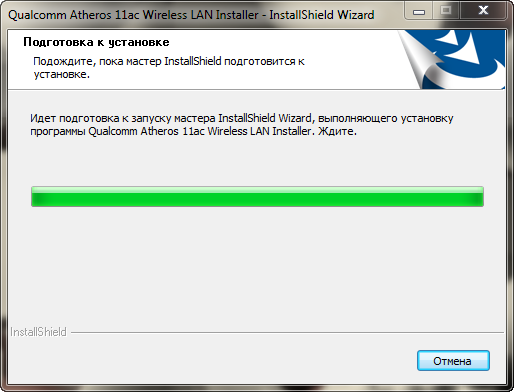 Qualcomm Atheros 11ac Wireless LAN Installer - InstallShield Wizard
Подготовка к установке
Подождите, пока мастер InstallShield подготовится к
установке.
Идет подготовка к запуску мастера InstallShield Wizard, выполняющего установку
программы Qualcomm Atheros 11ac Wireless LAN Installer. Ждите.
InstallShield
Отмена